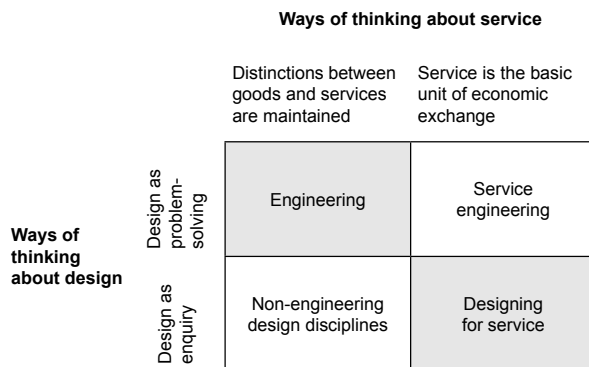 Ways of thinking about service
Distinctions between
goods and services
are maintained
Service is the basic
unit of economic
exchange
Ways of
thinking
about design
Design as
problem-
solving
Engineering
Service
engineering
Design as
enquiry
Non-engineering
design disciplines
Designing
for service